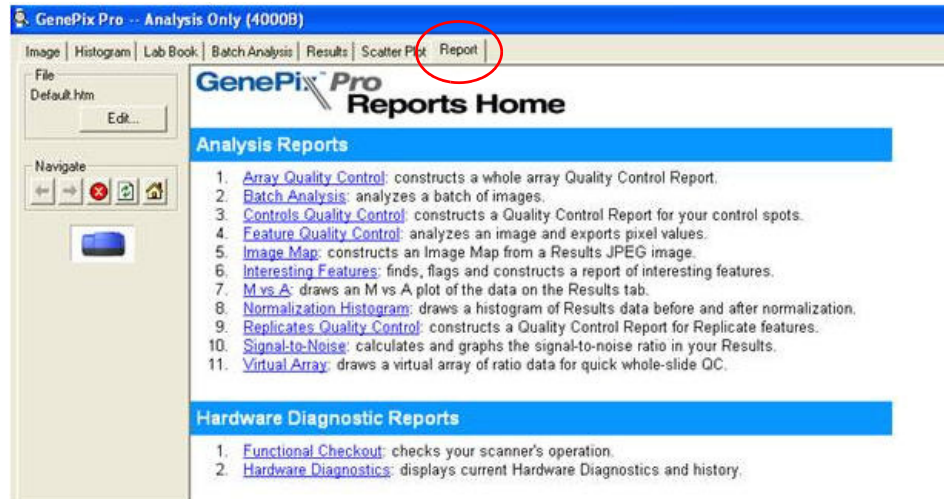 GenePix Pro -- Analysis Only (4000B)
Image | Histogram | Lab Book | Batch Analysis | Results | Scatter Plot | Report
File
Default.htm
Edit...
Navigate
GenePix™ Pro
Reports Home
Analysis Reports
1. Array Quality Control: constructs a whole array Quality Control Report.
2. Batch Analysis: analyzes a batch of images.
3. Controls Quality Control: constructs a Quality Control Report for your control spots.
4. Feature Quality Control: analyzes an image and exports pixel values.
5. Image Map: constructs an Image Map from a Results JPEG image.
6. Interesting Features: finds, flags and constructs a report of interesting features.
7. M vs A: draws an M vs A plot of the data on the Results tab.
8. Normalization Histogram: draws a histogram of Results data before and after normalization.
9. Replicates Quality Control: constructs a Quality Control Report for Replicate features.
10. Signal-to-Noise: calculates and graphs the signal-to-noise ratio in your Results.
11. Virtual Array: draws a virtual array of ratio data for quick whole-slide QC.
Hardware Diagnostic Reports
1. Functional Checkout: checks your scanner's operation.
2. Hardware Diagnostics: displays current Hardware Diagnostics and history.